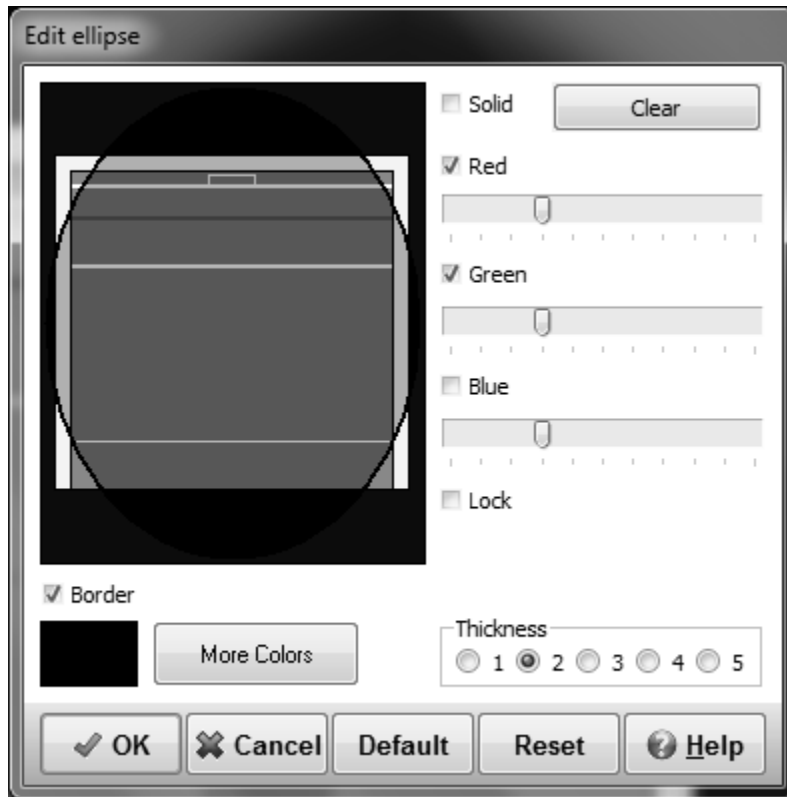 Edit ellipse
Solid Clear
Red
Green
Blue
Lock
Border
More Colors
Thickness
1 2 3 4 5
OK Cancel Default Reset Help